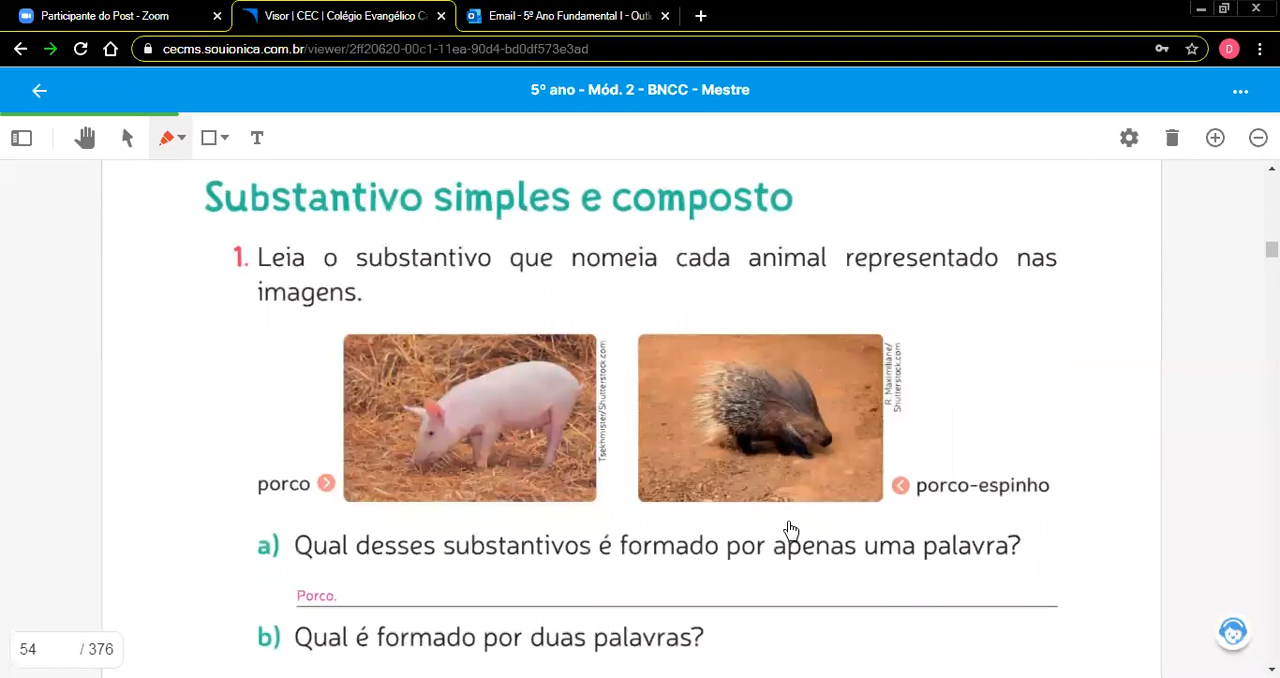 Participante do Post - Zoom
Visor | CEC | Colégio Evangélico C
Email - 5º Ano Fundamental I - Outl
cecms.souionica.com.br/viewer/2ff20620-00c1-11ea-90d4-bd0df573e3ad
D
5º ano - Mód. 2 - BNCC - Mestre
T
Substantivo simples e composto
1. Leia o substantivo que nomeia cada animal representado nas
imagens.
Tsekhmister/Shutterstock.com
R. Maximiliane/
Shutterstock.com
porco
porco-espinho
a) Qual desses substantivos é formado por apenas uma palavra?
Porco.
b) Qual é formado por duas palavras?
54 / 376